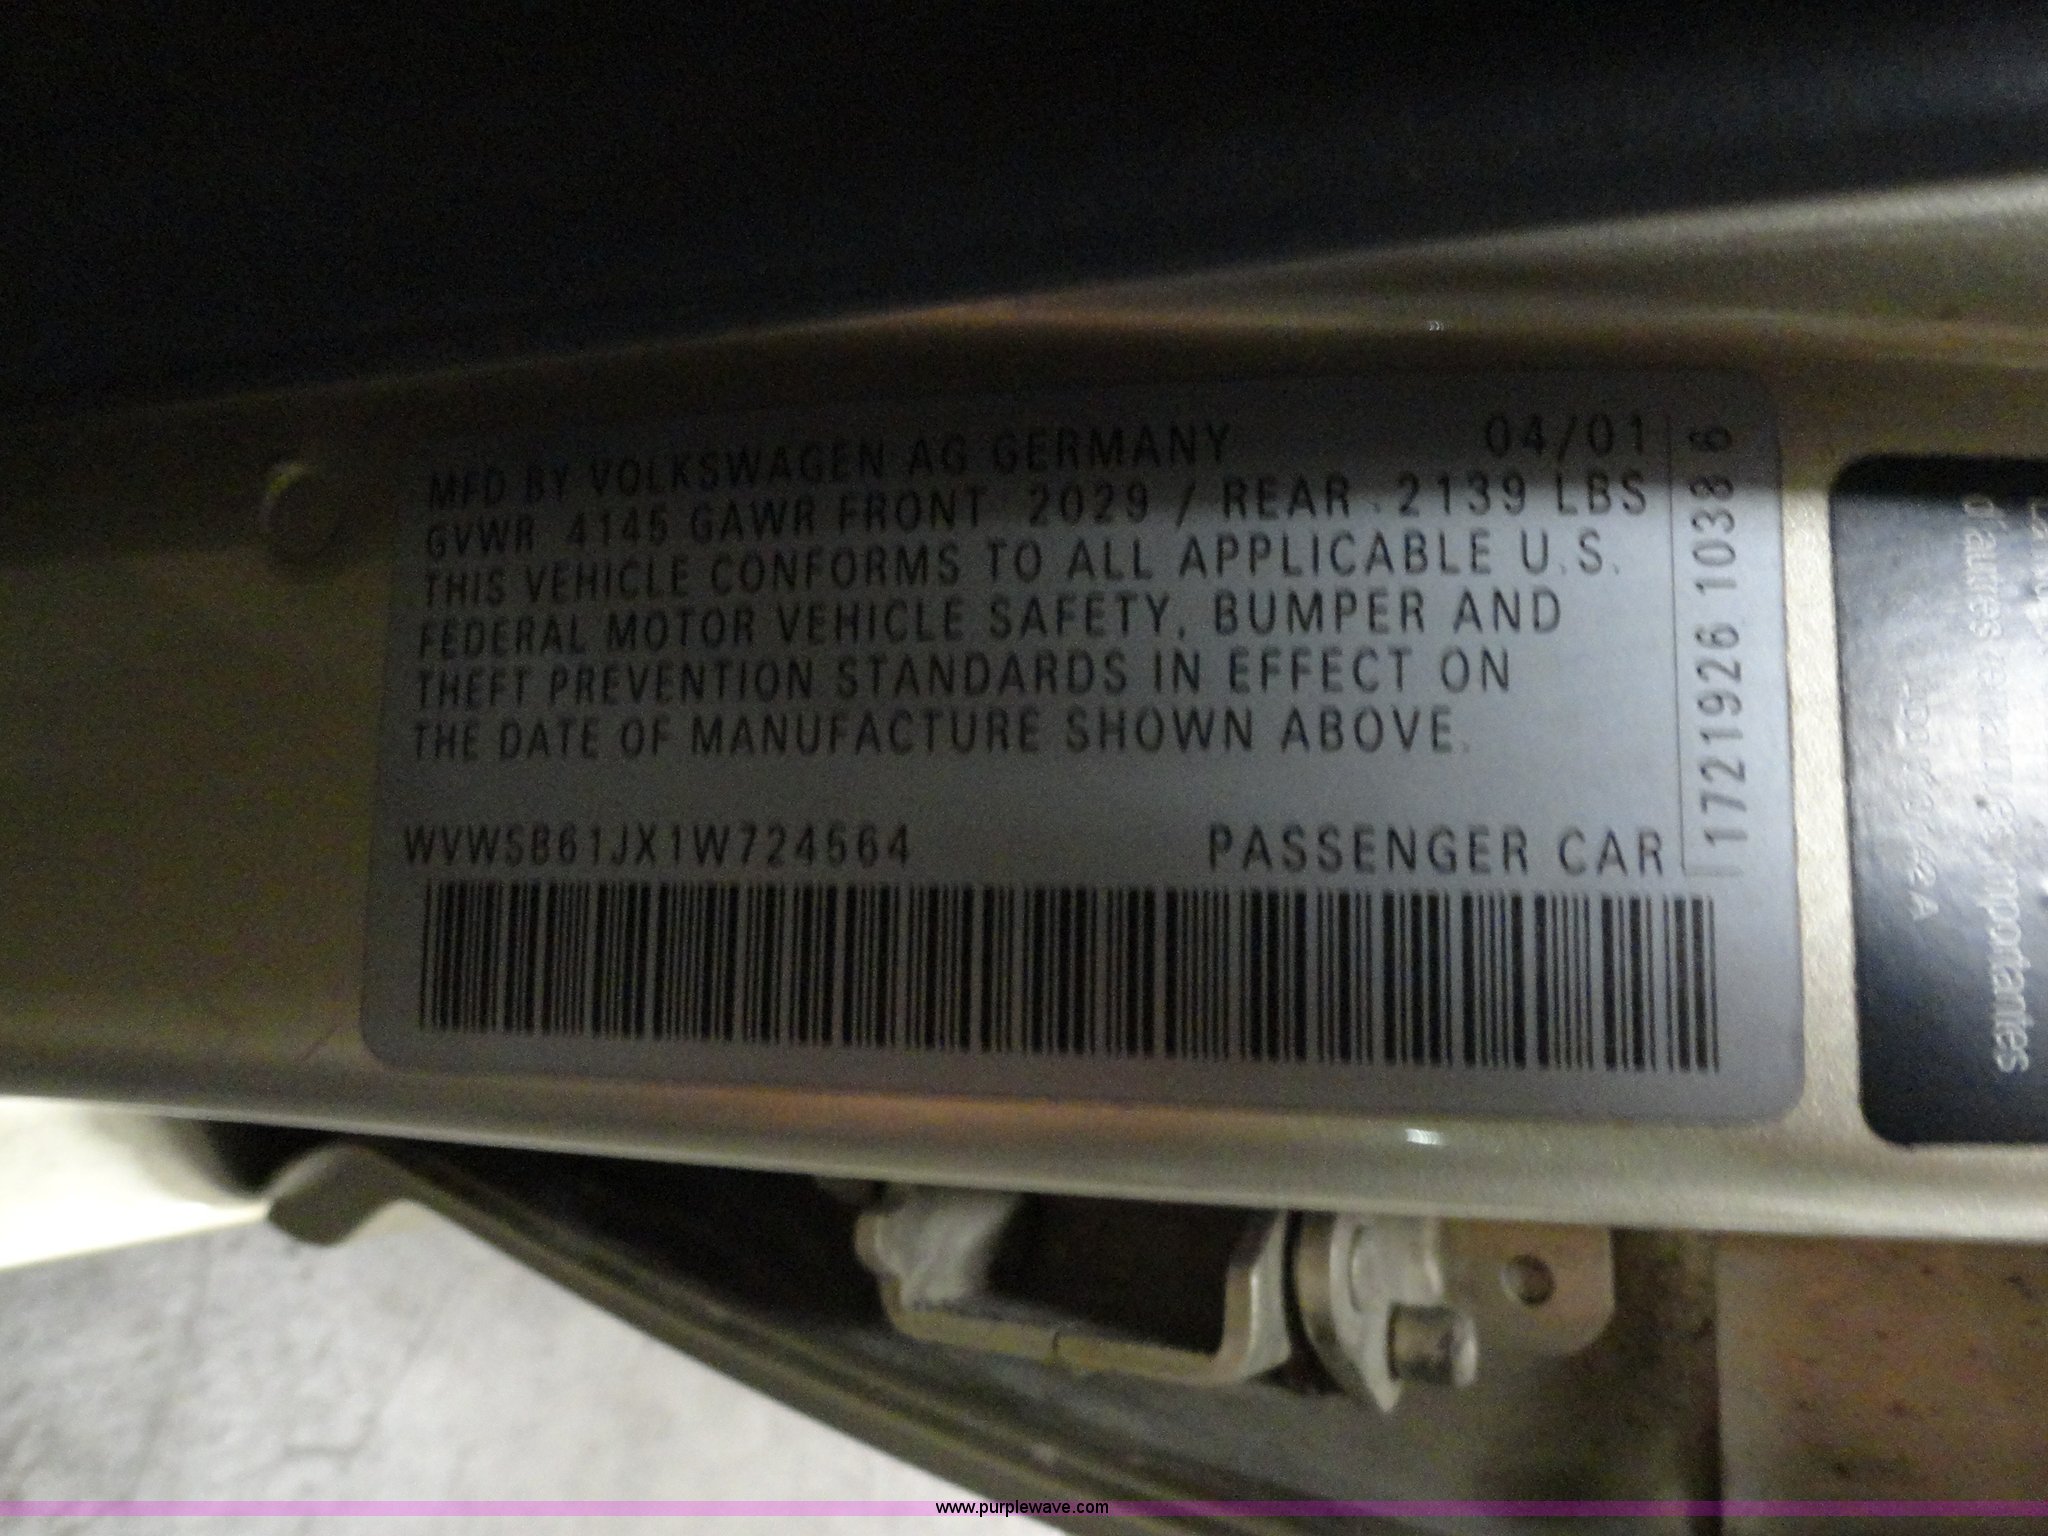 MFD BY VOLKSWAGEN AG GERMANY 04/01
GVWR 4145 GAWR FRONT 2029 / REAR 2139 LBS
THIS VEHICLE CONFORMS TO ALL APPLICABLE U.S.
FEDERAL MOTOR VEHICLE SAFETY, BUMPER AND
THEFT PREVENTION STANDARDS IN EFFECT ON
THE DATE OF MANUFACTURE SHOWN ABOVE.
WVWSB61JX1W724564 PASSENGER CAR
1721926 1038 6
d'autres importantes
www.purplewave.com